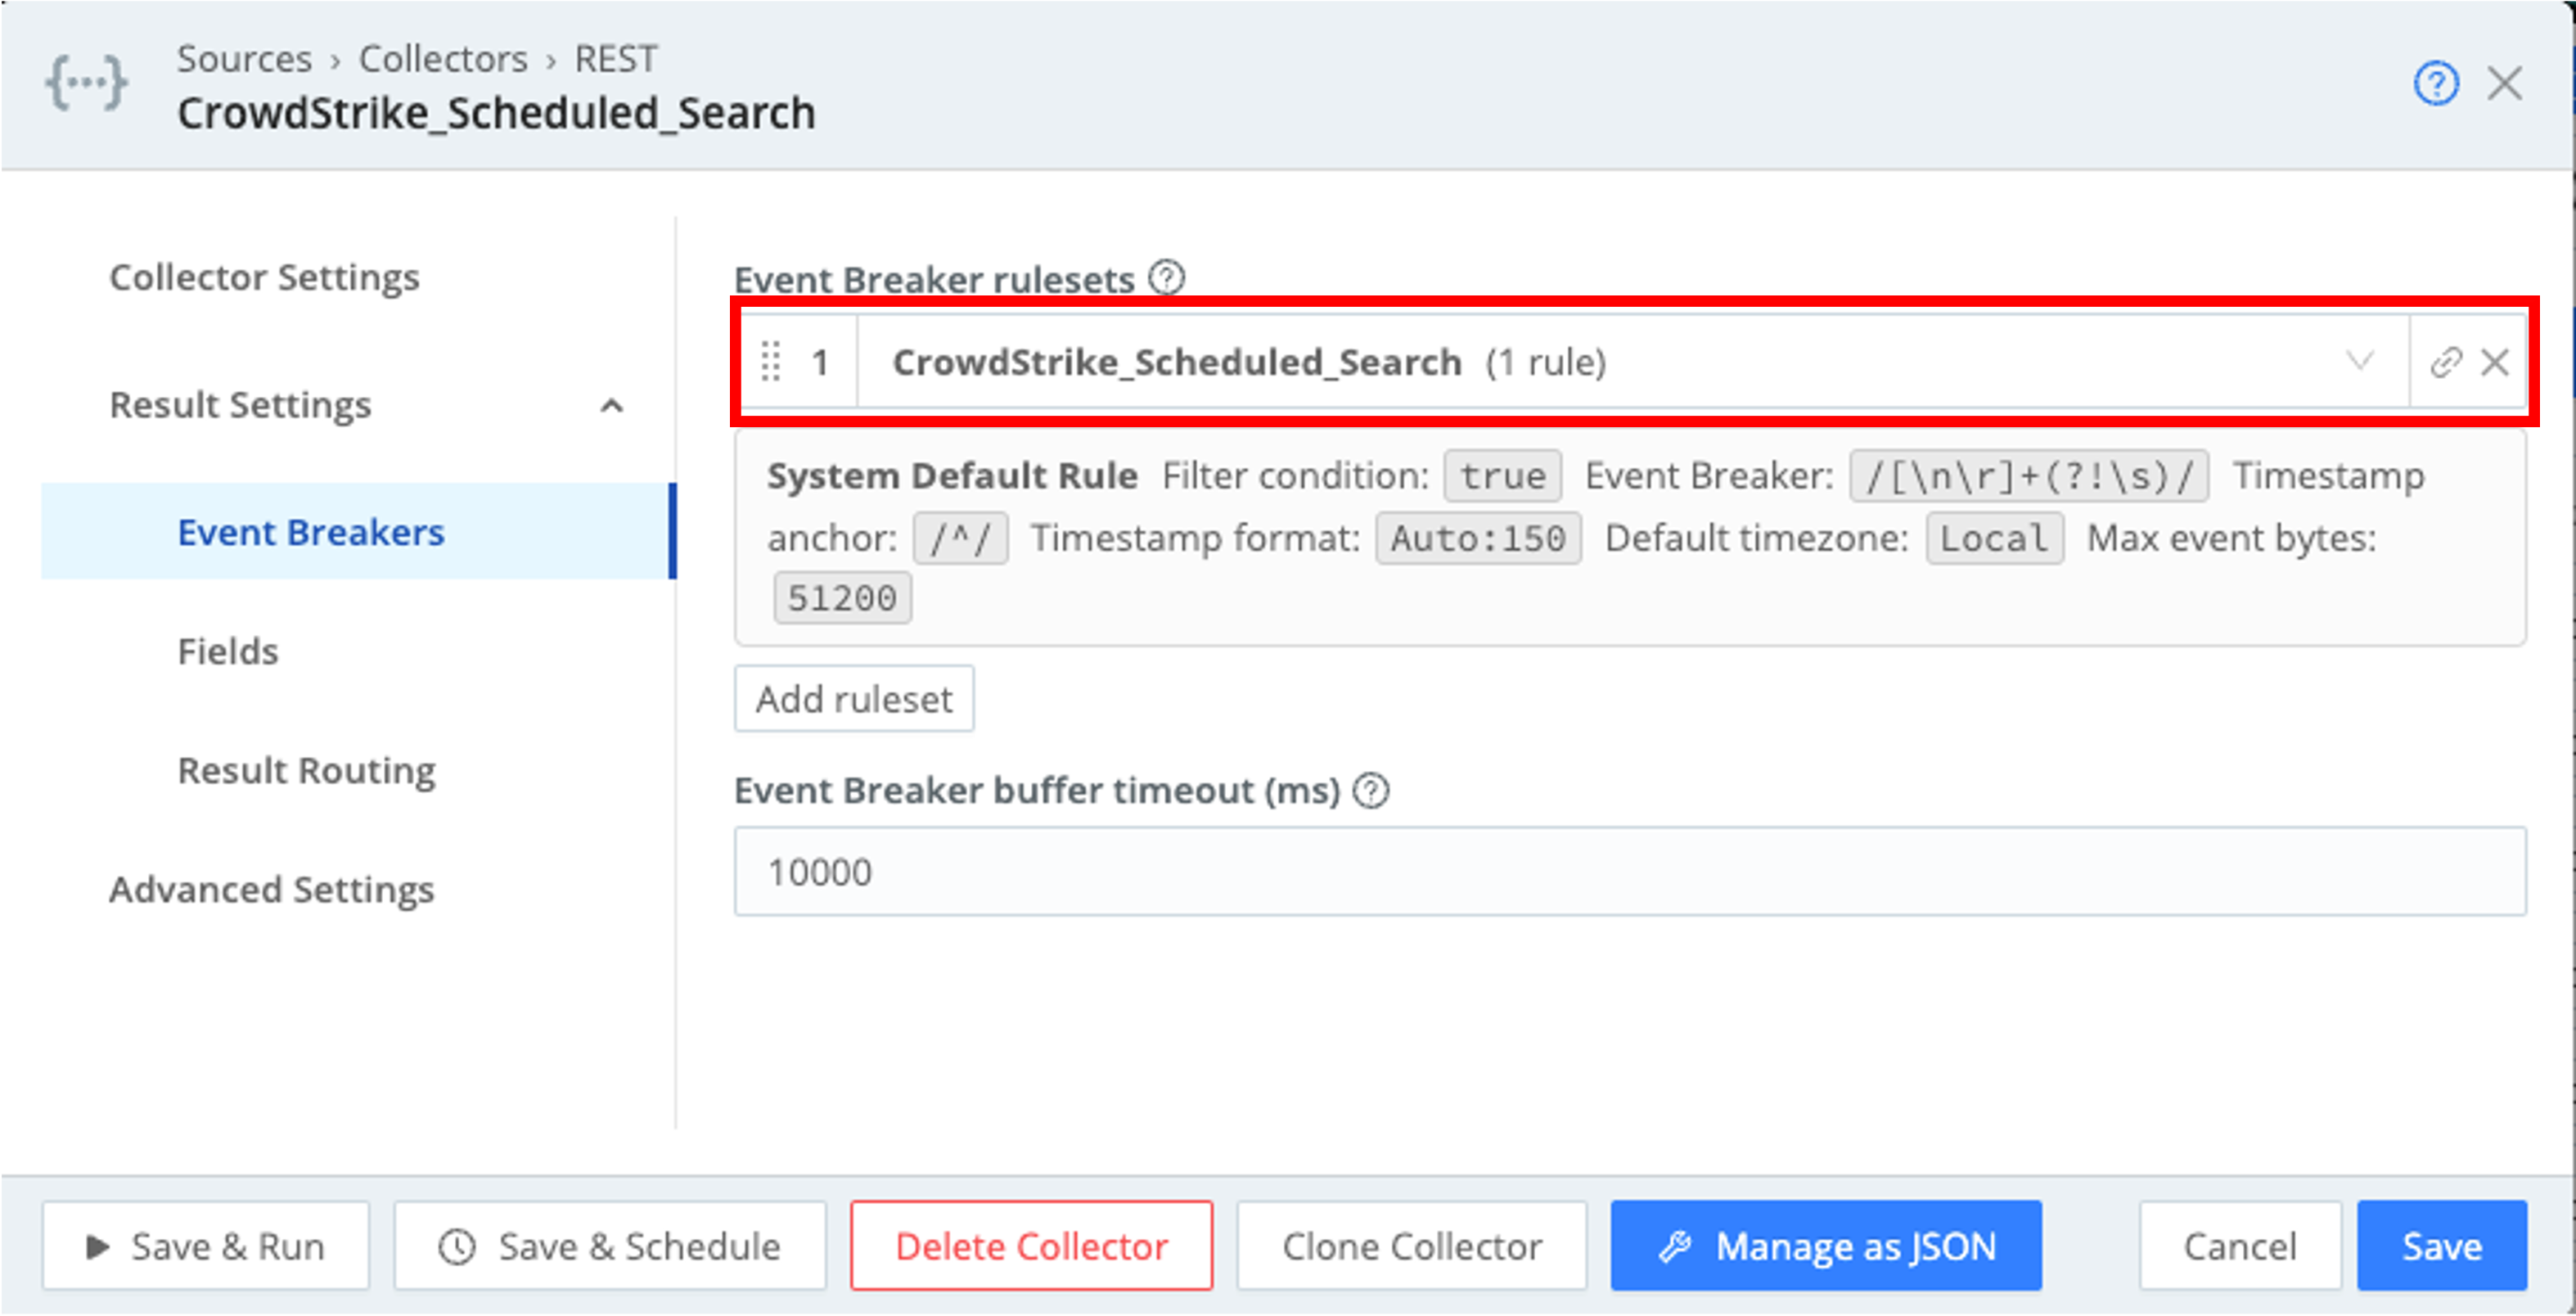 Sources › Collectors › REST
CrowdStrike_Scheduled_Search
Collector Settings
Result Settings
Event Breakers
Fields
Result Routing
Advanced Settings
Event Breaker rulesets
1 CrowdStrike_Scheduled_Search (1 rule)
System Default Rule Filter condition: true Event Breaker: /[\n\r]+(?!\s)/ Timestamp
anchor: /^/ Timestamp format: Auto:150 Default timezone: Local Max event bytes:
51200
Add ruleset
Event Breaker buffer timeout (ms)
10000
Save & Run Save & Schedule Delete Collector Clone Collector Manage as JSON Cancel Save